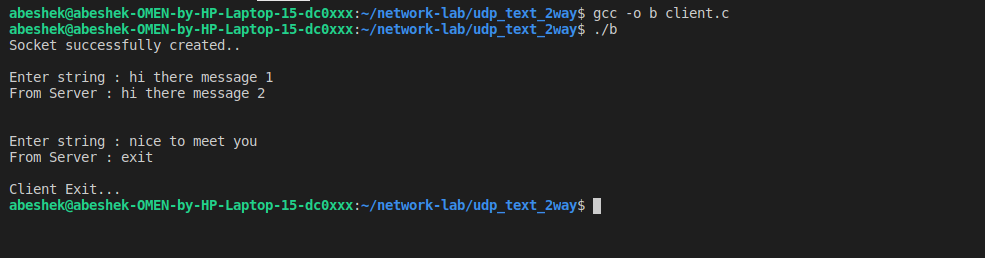 abeshek@abeshek-OMEN-by-HP-Laptop-15-dc0xxx:~/network-lab/udp_text_2way$ gcc -o b client.c
abeshek@abeshek-OMEN-by-HP-Laptop-15-dc0xxx:~/network-lab/udp_text_2way$ ./b
Socket successfully created..
Enter string : hi there message 1
From Server : hi there message 2
Enter string : nice to meet you
From Server : exit
Client Exit...
abeshek@abeshek-OMEN-by-HP-Laptop-15-dc0xxx:~/network-lab/udp_text_2way$